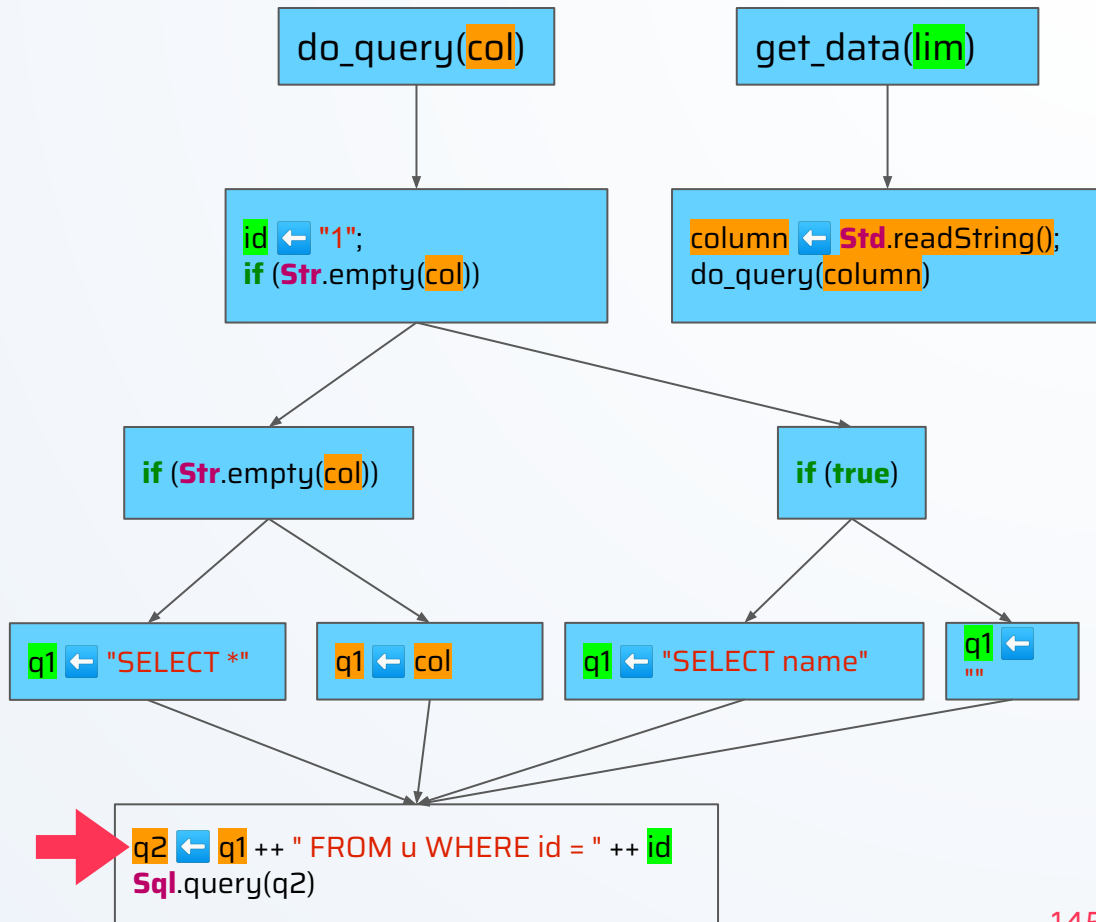 do_query(col)
get_data(lim)
id ⬅ "1";
if (Str.empty(col))
column ⬅ Std.readString();
do_query(column)
if (Str.empty(col))
if (true)
q1 ⬅ "SELECT *"
q1 ⬅ col
q1 ⬅ "SELECT name"
q1 ⬅
""
q2 ⬅ q1 ++ " FROM u WHERE id = " ++ id
Sql.query(q2)